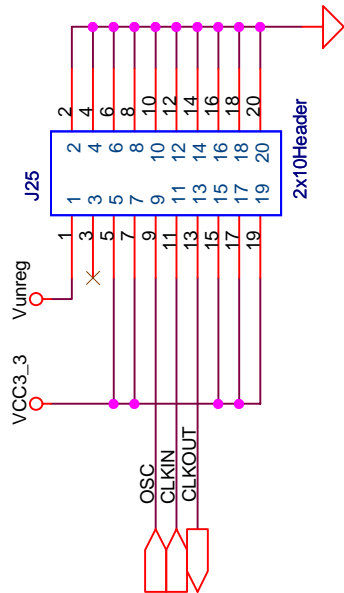 J25
2x10Header
Vunreg
VCC3_3
OSC
CLKIN
CLKOUT
1 1 2 2
3 3 4 4
5 5 6 6
7 7 8 8
9 9 10 10
11 11 12 12
13 13 14 14
15 15 16 16
17 17 18 18
19 19 20 20